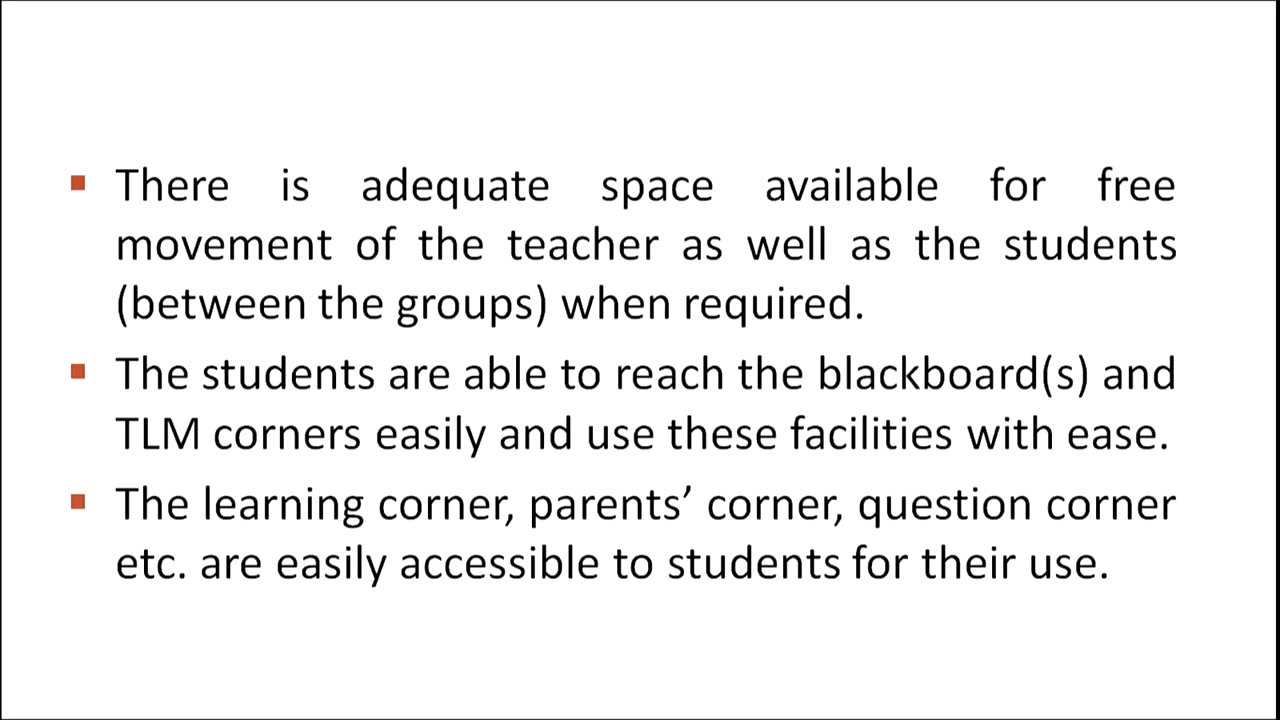 ▪ There is adequate space available for free
movement of the teacher as well as the students
(between the groups) when required.
▪ The students are able to reach the blackboard(s) and
TLM corners easily and use these facilities with ease.
▪ The learning corner, parents’ corner, question corner
etc. are easily accessible to students for their use.